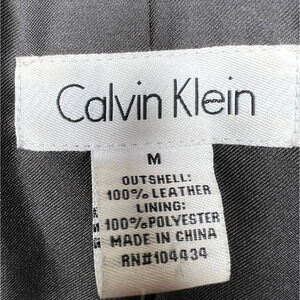 Calvin Klein
M
OUTSHELL:
100% LEATHER
LINING:
100% POLYESTER
MADE IN CHINA
RN#104434